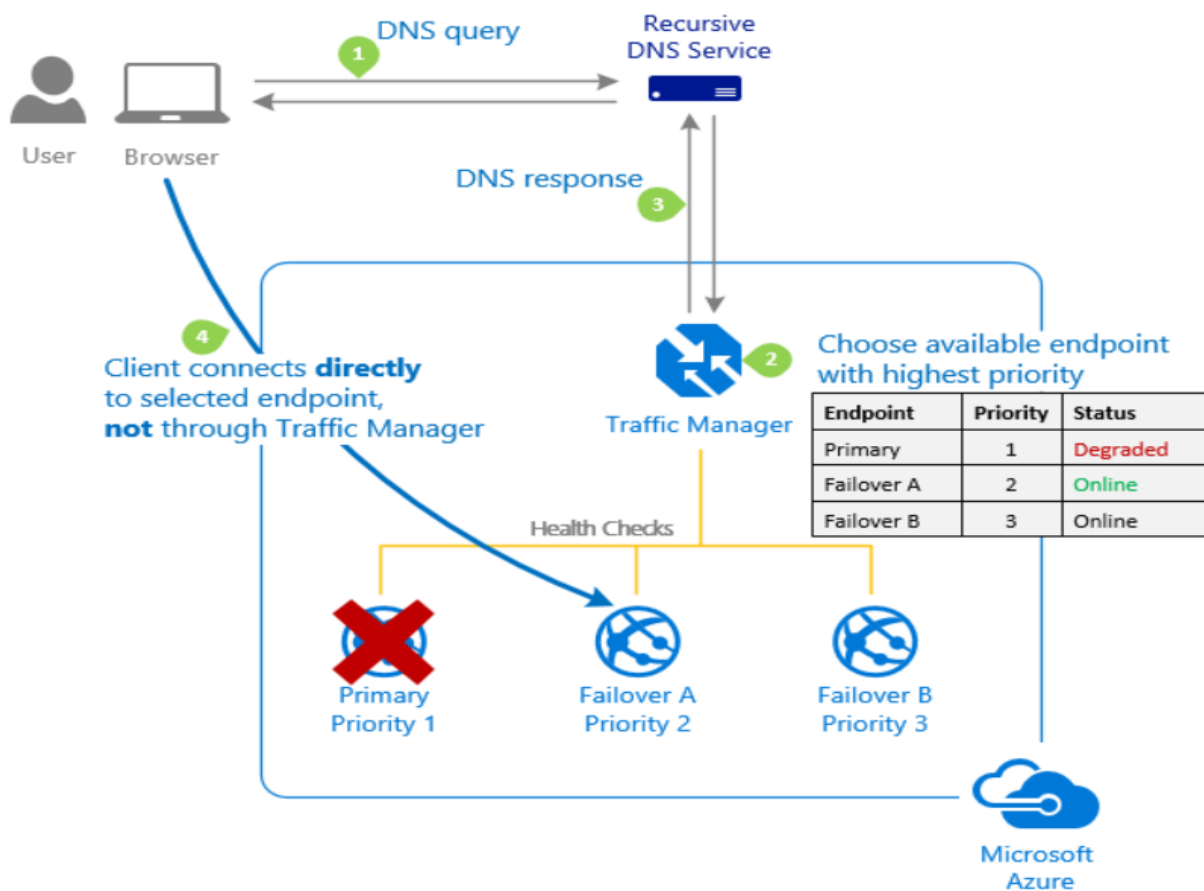 DNS query
1
Recursive
DNS Service
User
Browser
DNS response
3
4
Client connects directly
to selected endpoint,
not through Traffic Manager
2
Traffic Manager
Choose available endpoint
with highest priority
Endpoint Priority Status
Primary 1 Degraded
Failover A 2 Online
Failover B 3 Online
Health Checks
Primary
Priority 1
Failover A
Priority 2
Failover B
Priority 3
Microsoft
Azure